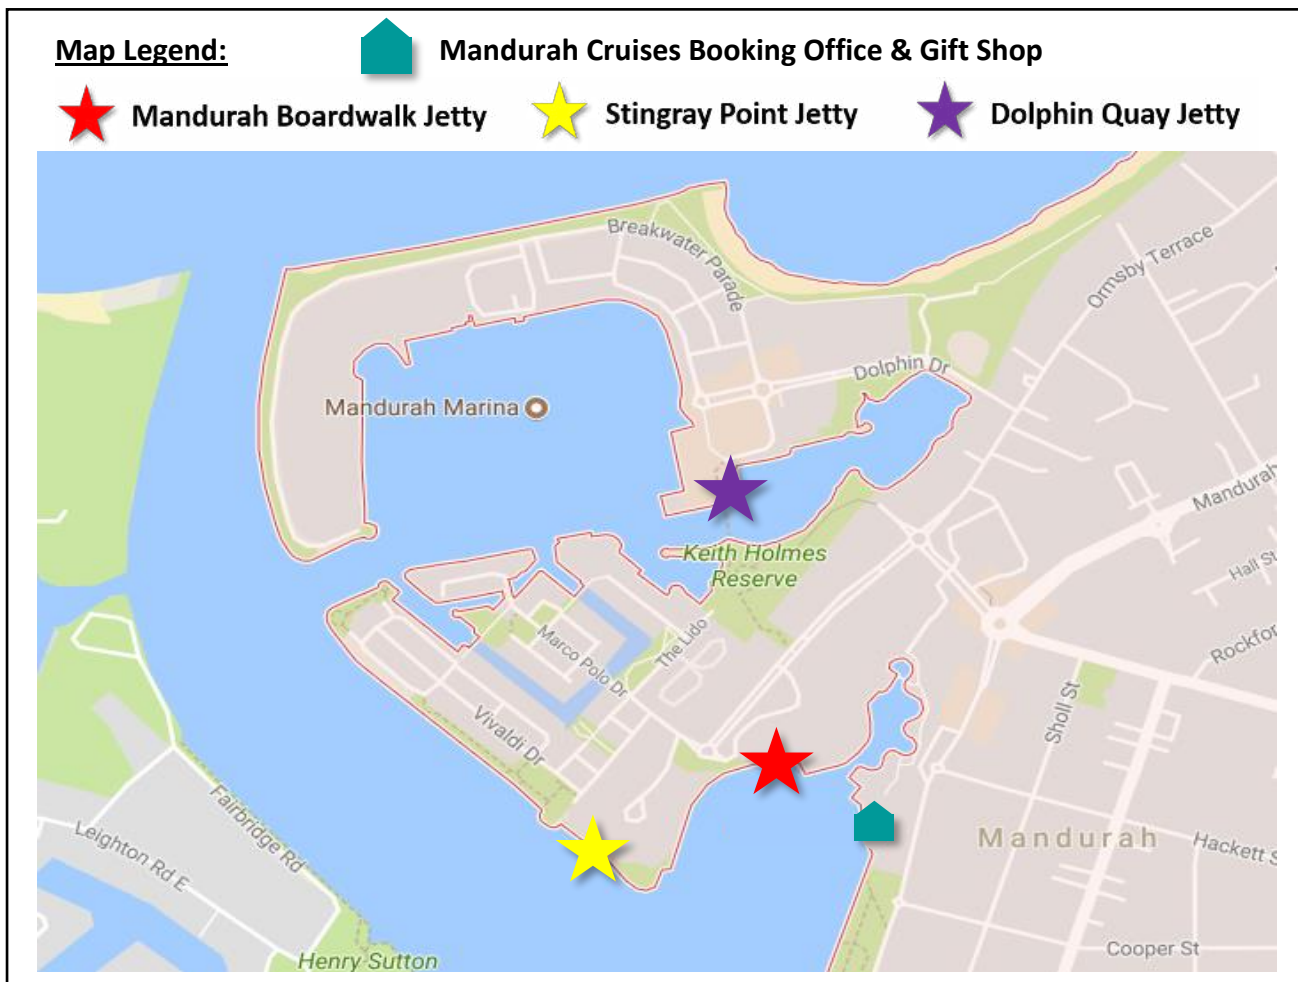 Map Legend:
Mandurah Cruises Booking Office & Gift Shop
Mandurah Boardwalk Jetty
Stingray Point Jetty
Dolphin Quay Jetty
Breakwater Parade
Ormsby Terrace
Dolphin Dr
Mandurah Marina
Mandurah
Keith Holmes
Reserve
Hall St
Marco Polo Dr
The Lido
Rockfor
Sholl St
Vivaldi Dr
Fairbridge Rd
Leighton Rd E
Mandurah
Hackett S
Cooper St
Henry Sutton